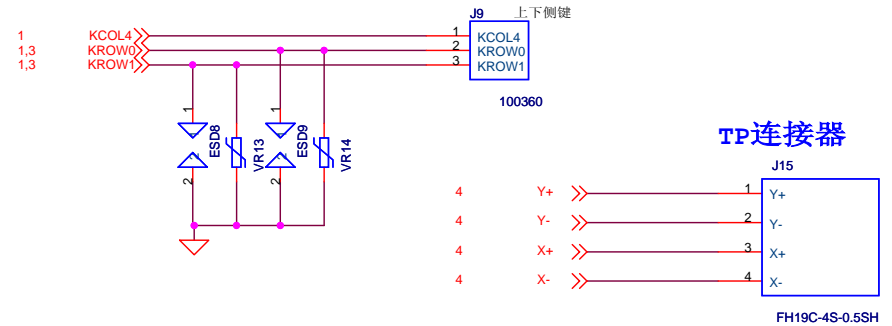 J9 上下侧键
1 KCOL4 1 KCOL4
1,3 KROW0 2 KROW0
1,3 KROW1 3 KROW1
100360
1 1
ESD8 VR13 ESD9 VR14
2 2
TP连接器
J15
4 Y+ 1 Y+
4 Y- 2 Y-
4 X+ 3 X+
4 X- 4 X-
FH19C-4S-0.5SH